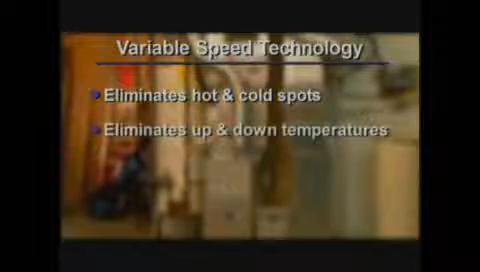 Variable Speed Technology
Eliminates hot & cold spots
Eliminates up & down temperatures